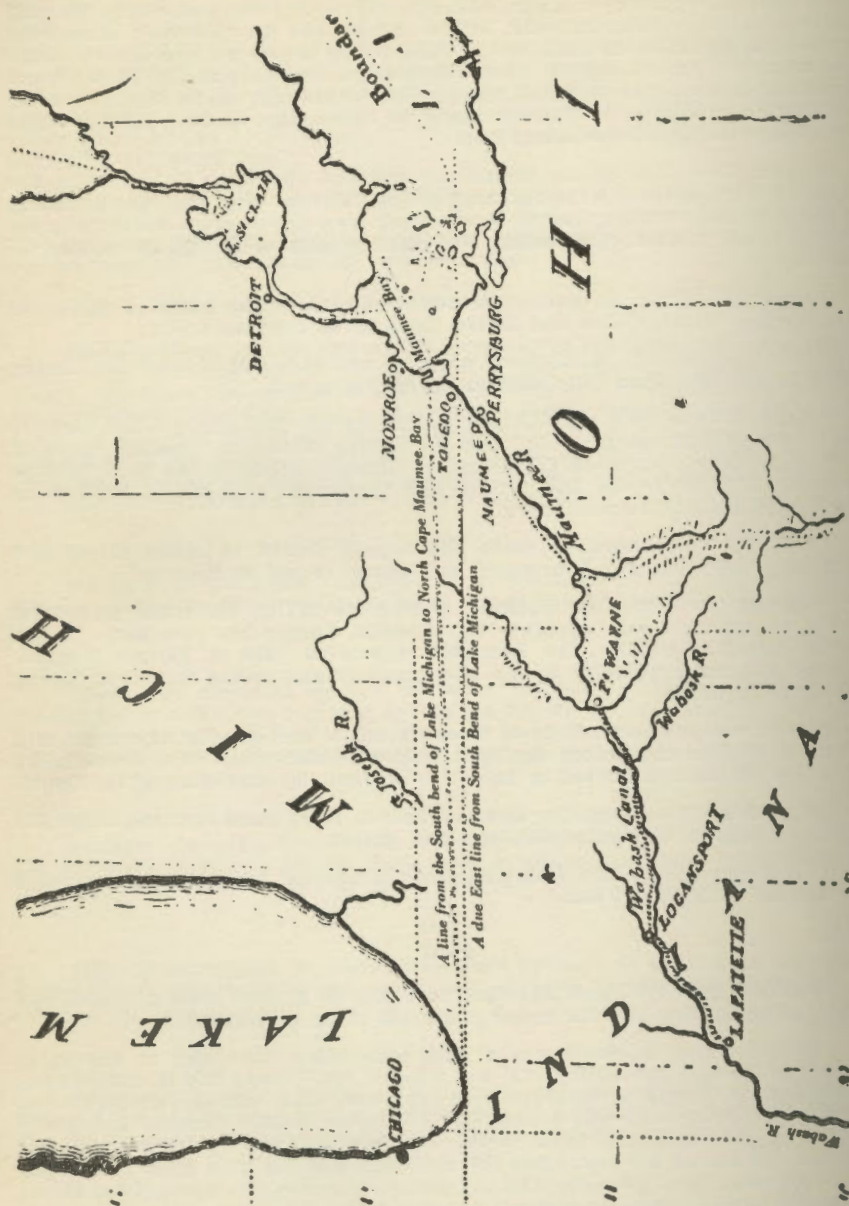 Boundar
MICH
LAKE M
OHI
INDIANA
L. St CLAIR
DETROIT
MONROE
Maumee Bay
TOLEDO
MAUMEE
PERRYSBURG
Maumee R
A line from the South bend of Lake Michigan to North Cape Maumee Bay
A due East line from South Bend of Lake Michigan
Joseph R.
CHICAGO
Ft WAYNE
Wabash R.
Wabash Canal
LOGANSPORT
LAFAYETTE
Wabash R.